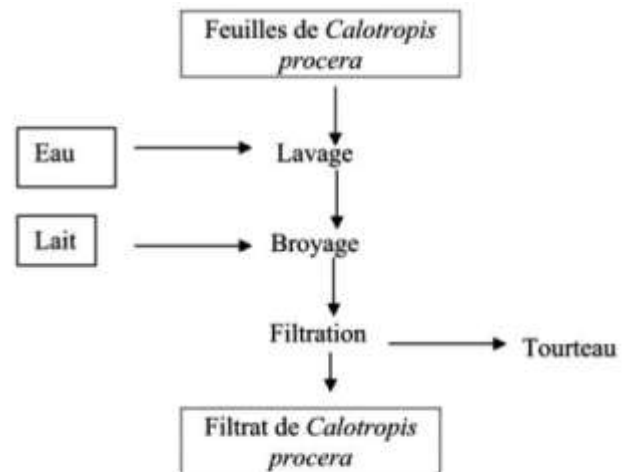 Feuilles de Calotropis
procera
Eau
Lavage
Lait
Broyage
Filtration
Tourteau
Filtrat de Calotropis
procera